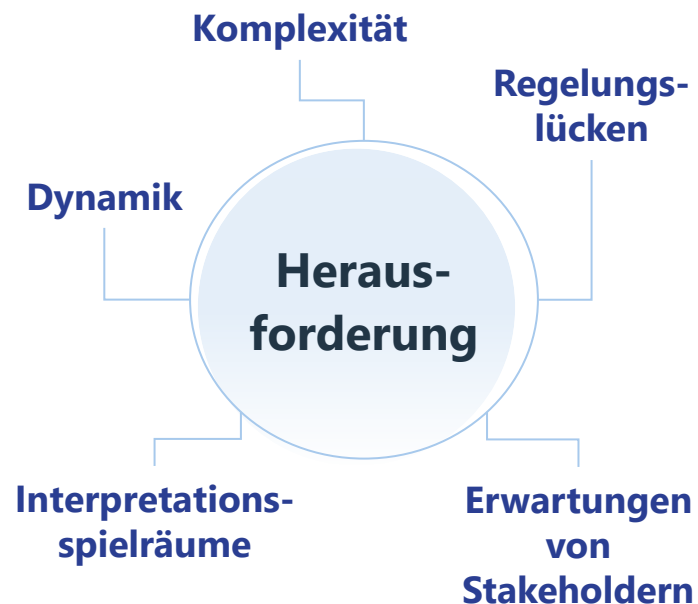 Komplexität
Regelungs-
lücken
Dynamik
Heraus-
forderung
Interpretations-
spielräume
Erwartungen
von
Stakeholdern